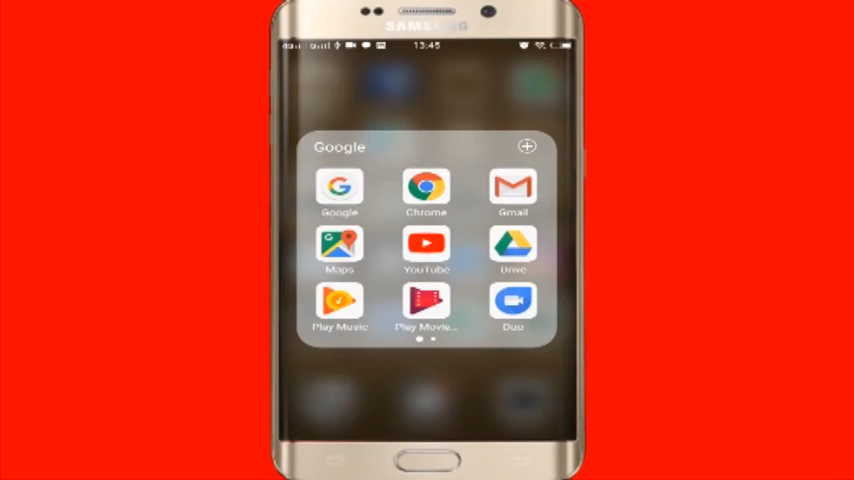 SAMSUNG
13:45
Google
Google Chrome Gmail
Maps YouTube Drive
Play Music Play Movie... Duo